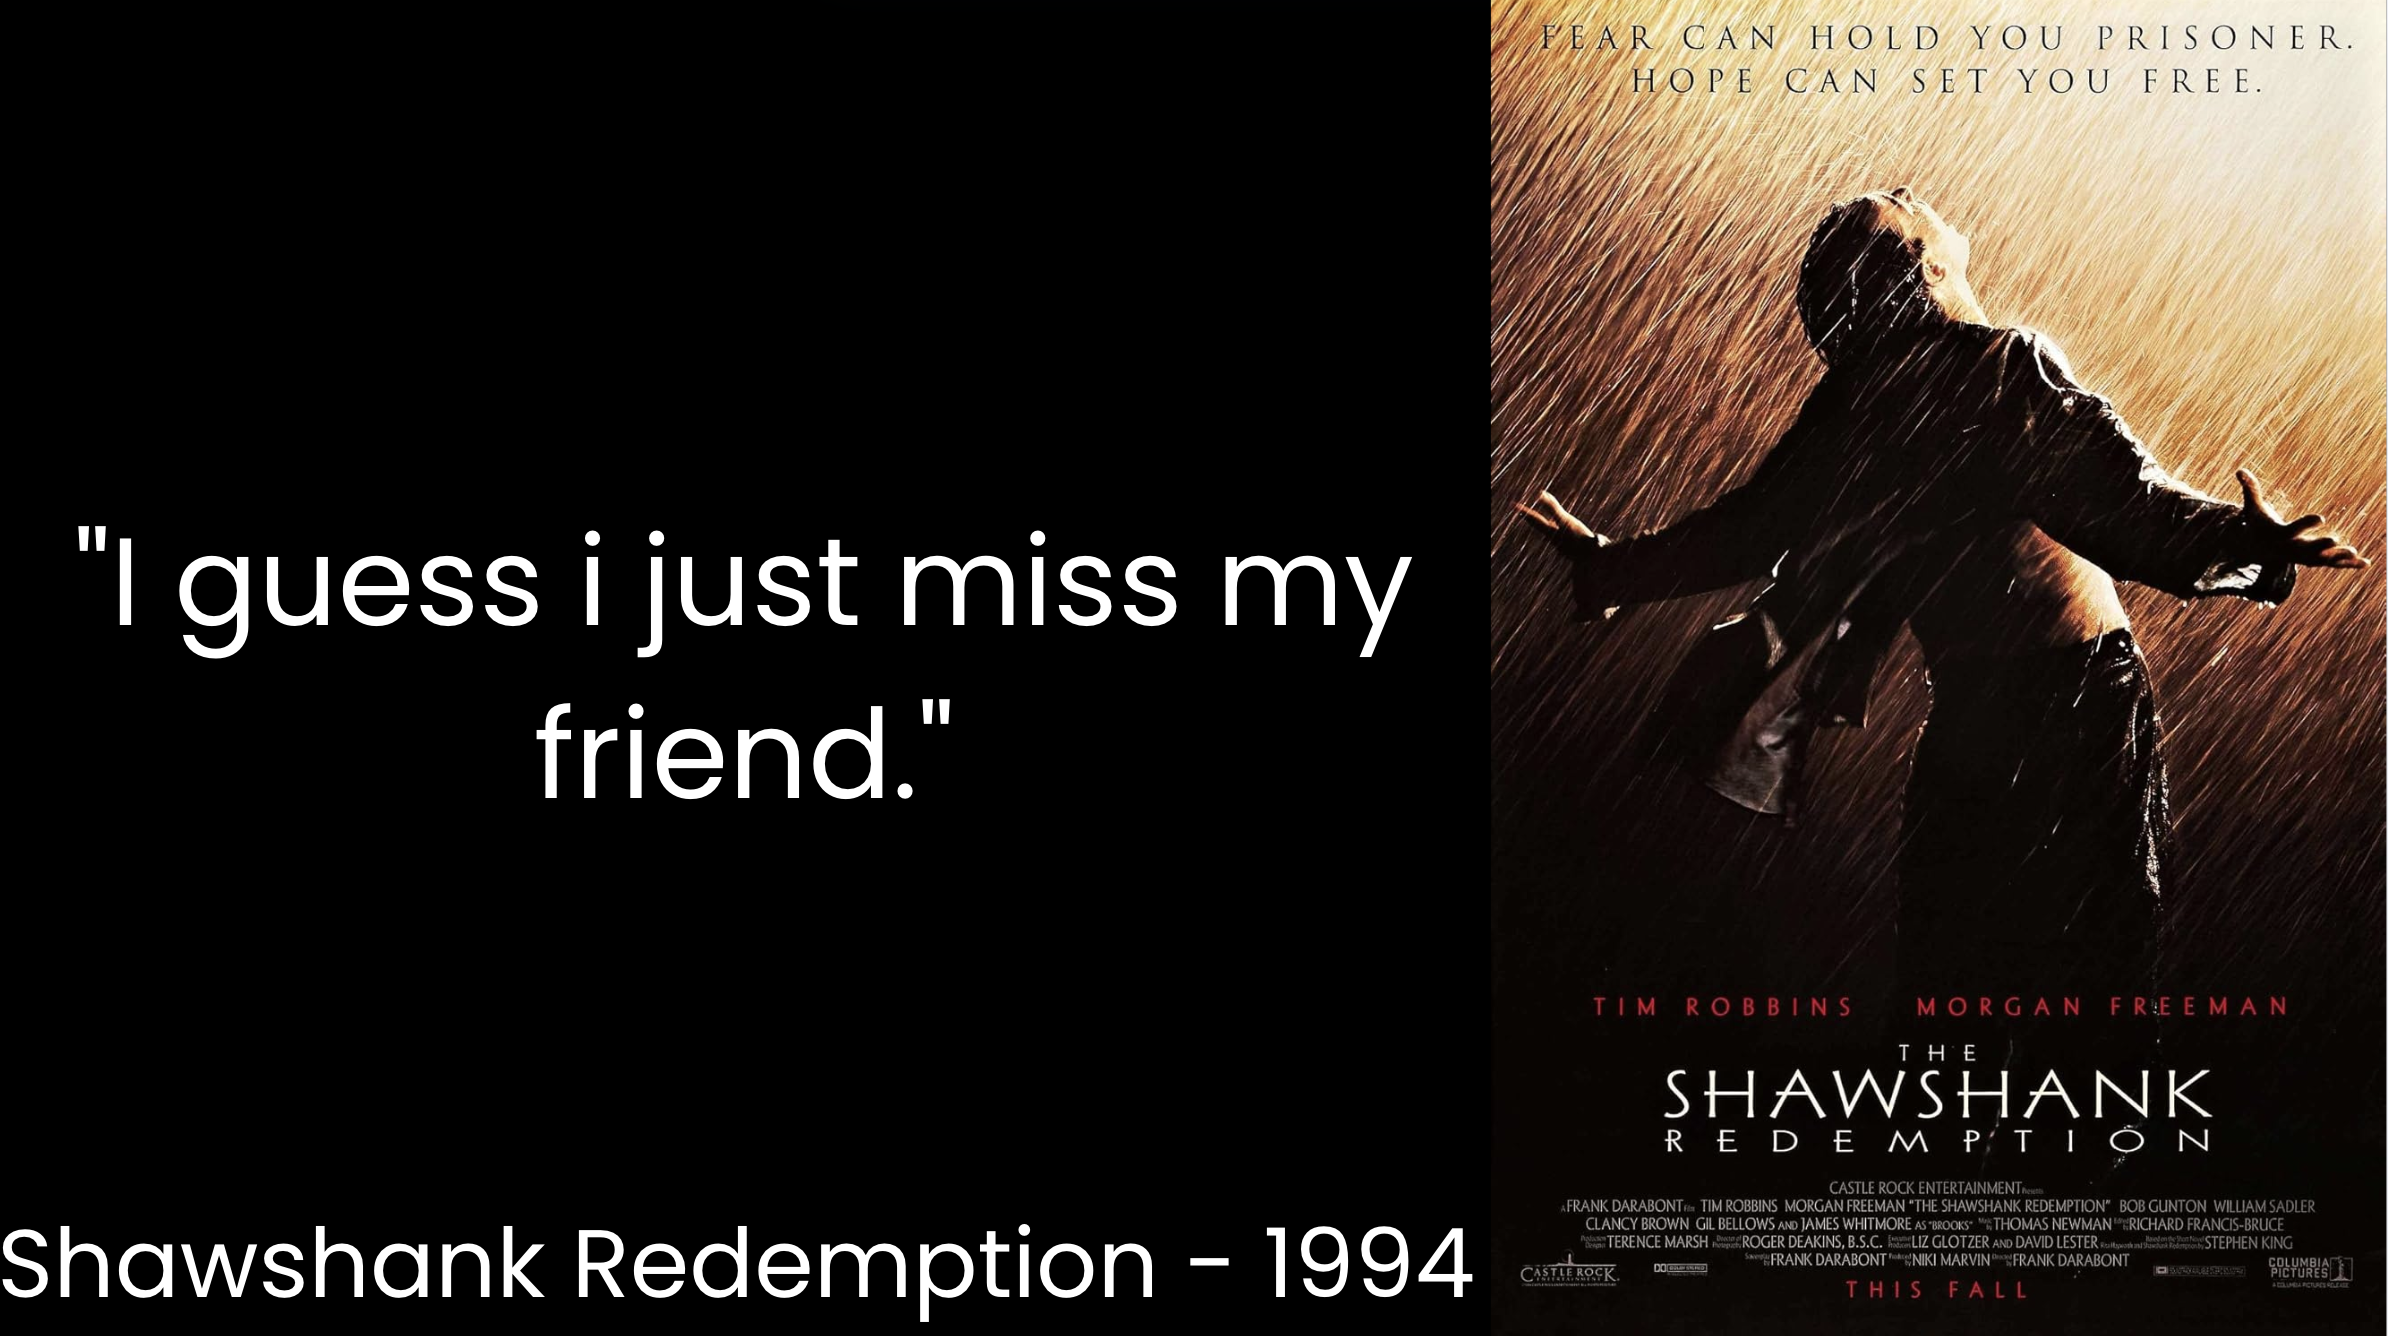 "I guess i just miss my
friend."
Shawshank Redemption - 1994
FEAR CAN HOLD YOU PRISONER.
HOPE CAN SET YOU FREE.
TIM ROBBINS MORGAN FREEMAN
THE
SHAWSHANK
REDEMPTION
CASTLE ROCK ENTERTAINMENT
FRANK DARABONT TIM ROBBINS MORGAN FREEMAN "THE SHAWSHANK REDEMPTION" BOB GUNTON WILLIAM SADLER
CLANCY BROWN GIL BELLOWS AND JAMES WHITMORE AS "BROOKS" THOMAS NEWMAN RICHARD FRANCIS-BRUCE
TERENCE MARSH ROGER DEAKINS, B.S.C. LIZ GLOTZER AND DAVID LESTER STEPHEN KING
FRANK DARABONT NIKI MARVIN FRANK DARABONT
CASTLE ROCK
ENTERTAINMENT
COLUMBIA
PICTURES
THIS FALL